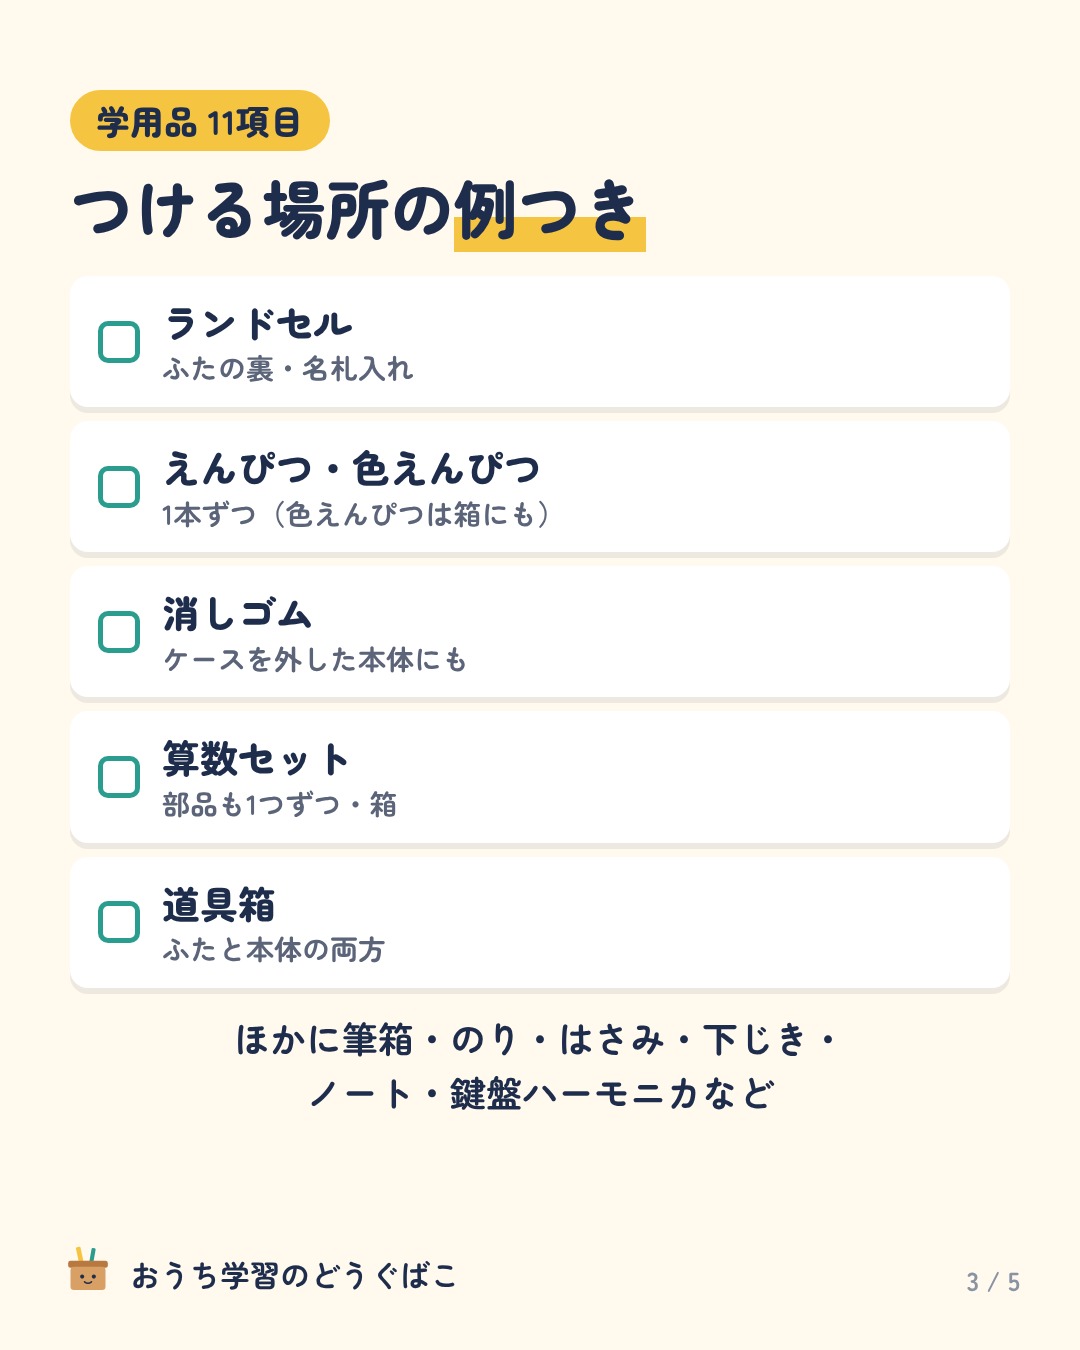 学用品 11項目
つける場所の例つき
ランドセル
ふたの裏・名札入れ
えんぴつ・色えんぴつ
1本ずつ（色えんぴつは箱にも）
消しゴム
ケースを外した本体にも
算数セット
部品も1つずつ・箱
道具箱
ふたと本体の両方
ほかに筆箱・のり・はさみ・下じき・
ノート・鍵盤ハーモニカなど
おうち学習のどうぐばこ
3 / 5